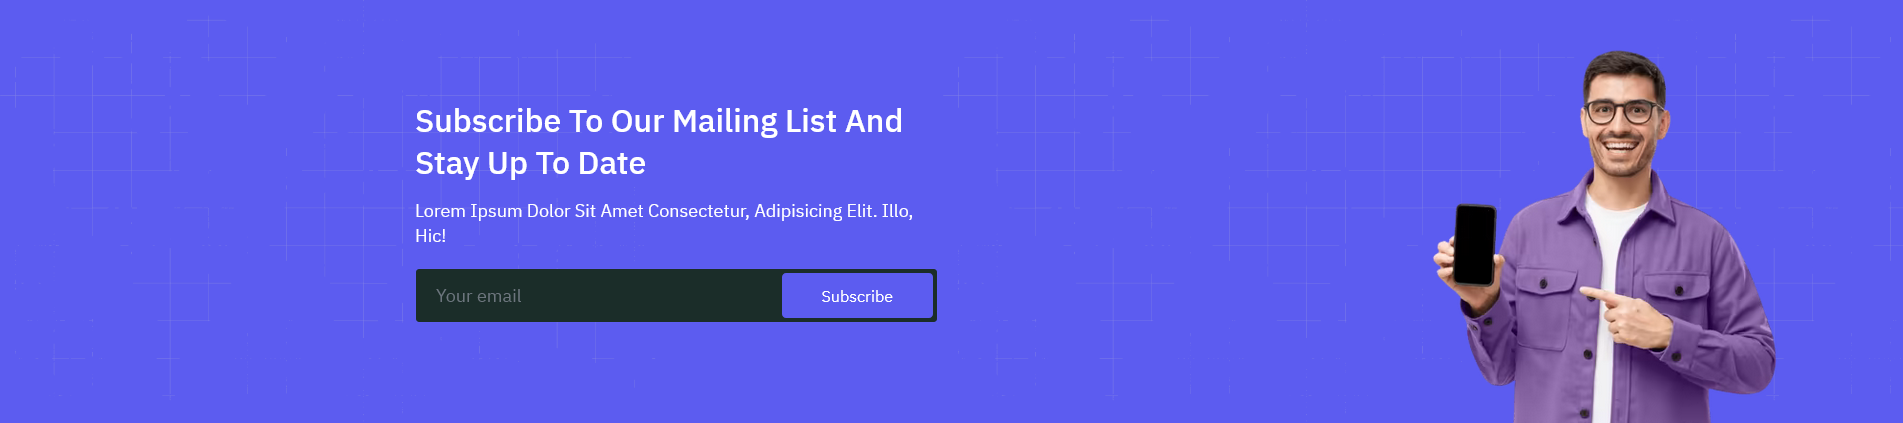 Subscribe To Our Mailing List And
Stay Up To Date
Lorem Ipsum Dolor Sit Amet Consectetur, Adipisicing Elit. Illo,
Hic!
Your email
Subscribe